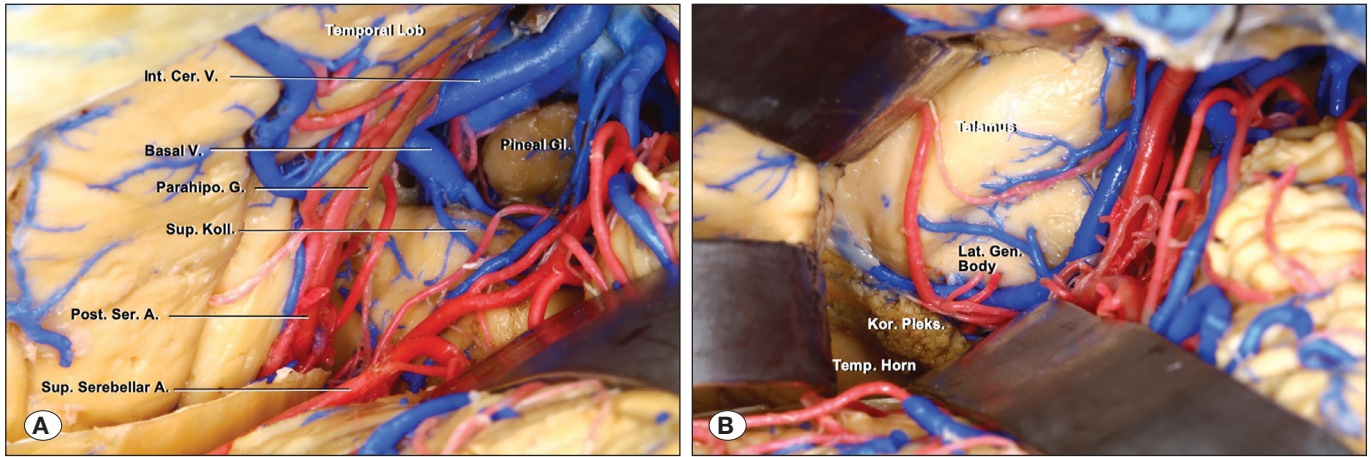 Temporal Lob
Int. Cer. V.
Basal V.
Pineal Gl.
Parahipo. G.
Sup. Koll.
Post. Ser. A.
Sup. Serebellar A.
A
Talamus
Lat. Gen.
Body
Kor. Pleks.
Temp. Horn
B